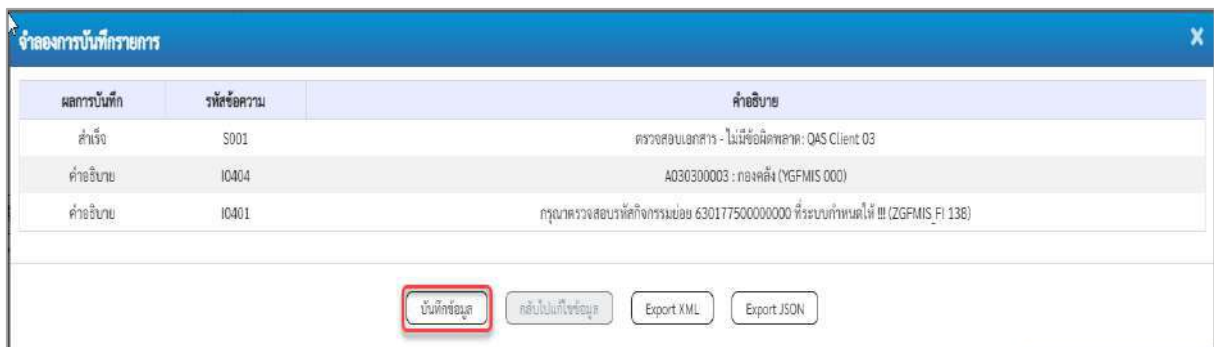 จำลองการบันทึกรายการ X
ผลการบันทึก รหัสข้อความ คำอธิบาย
สำเร็จ S001 ตรวจสอบเอกสาร - ไม่มีข้อผิดพลาด: QAS Client 03
คำอธิบาย I0404 A030300003 : กองคลัง (YGFMIS 000)
คำอธิบาย I0401 กรุณาตรวจสอบรหัสกิจกรรมย่อย 630177500000000 ที่ระบบกำหนดให้ !!! (ZGFMIS_FI 138)
บันทึกข้อมูล กลับไปแก้ไขข้อมูล Export XML Export JSON